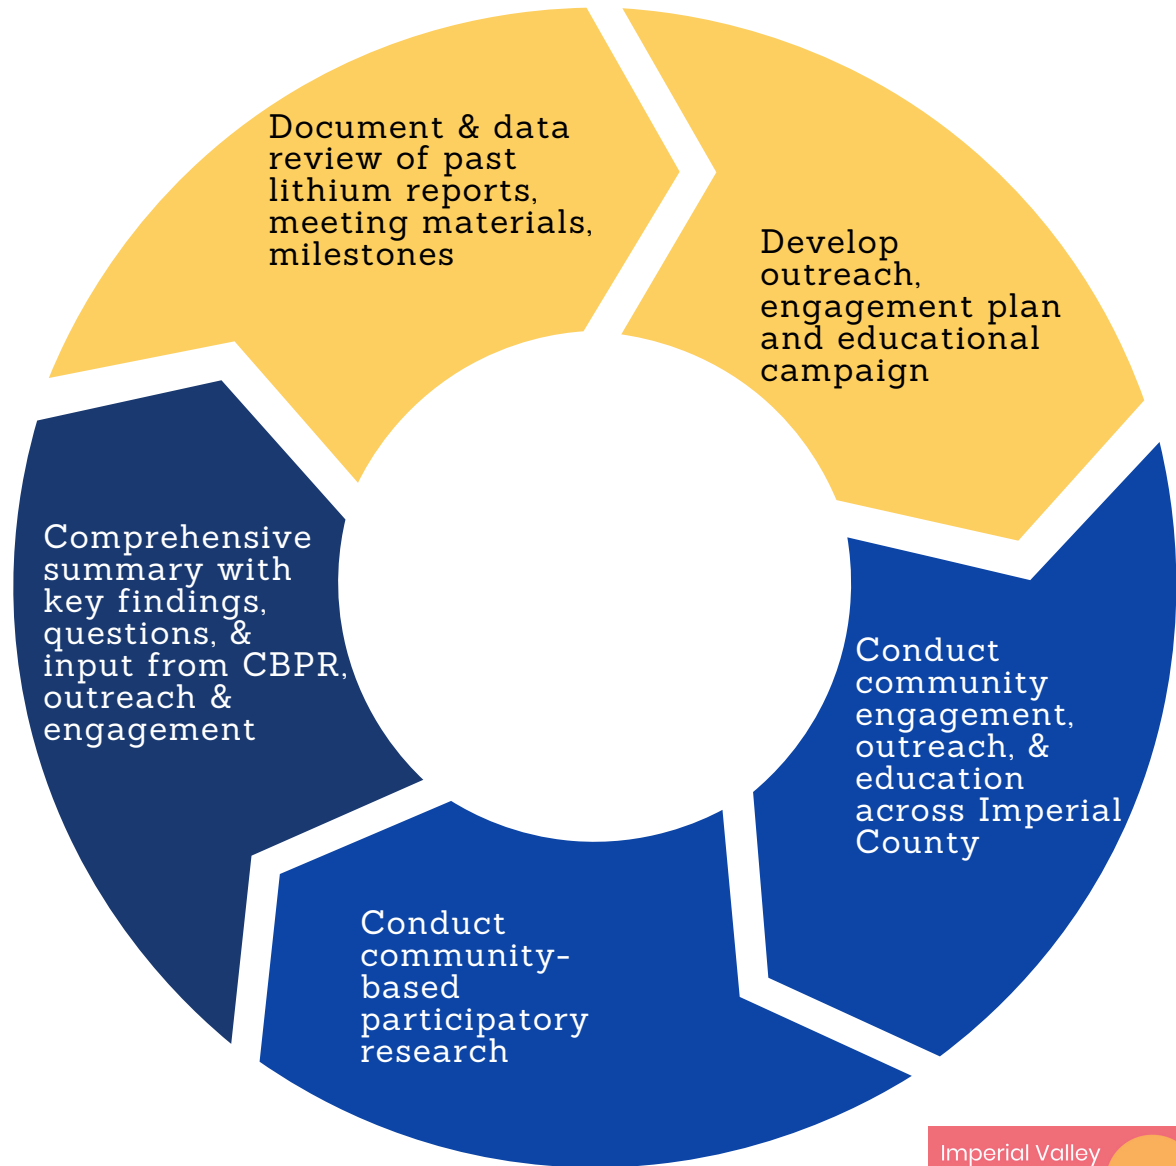 Document & data
review of past
lithium reports,
meeting materials,
milestones
Develop
outreach,
engagement plan
and educational
campaign
Conduct
community
engagement,
outreach, &
education
across Imperial
County
Conduct
community-
based
participatory
research
Comprehensive
summary with
key findings,
questions, &
input from CBPR,
outreach &
engagement
Imperial Valley